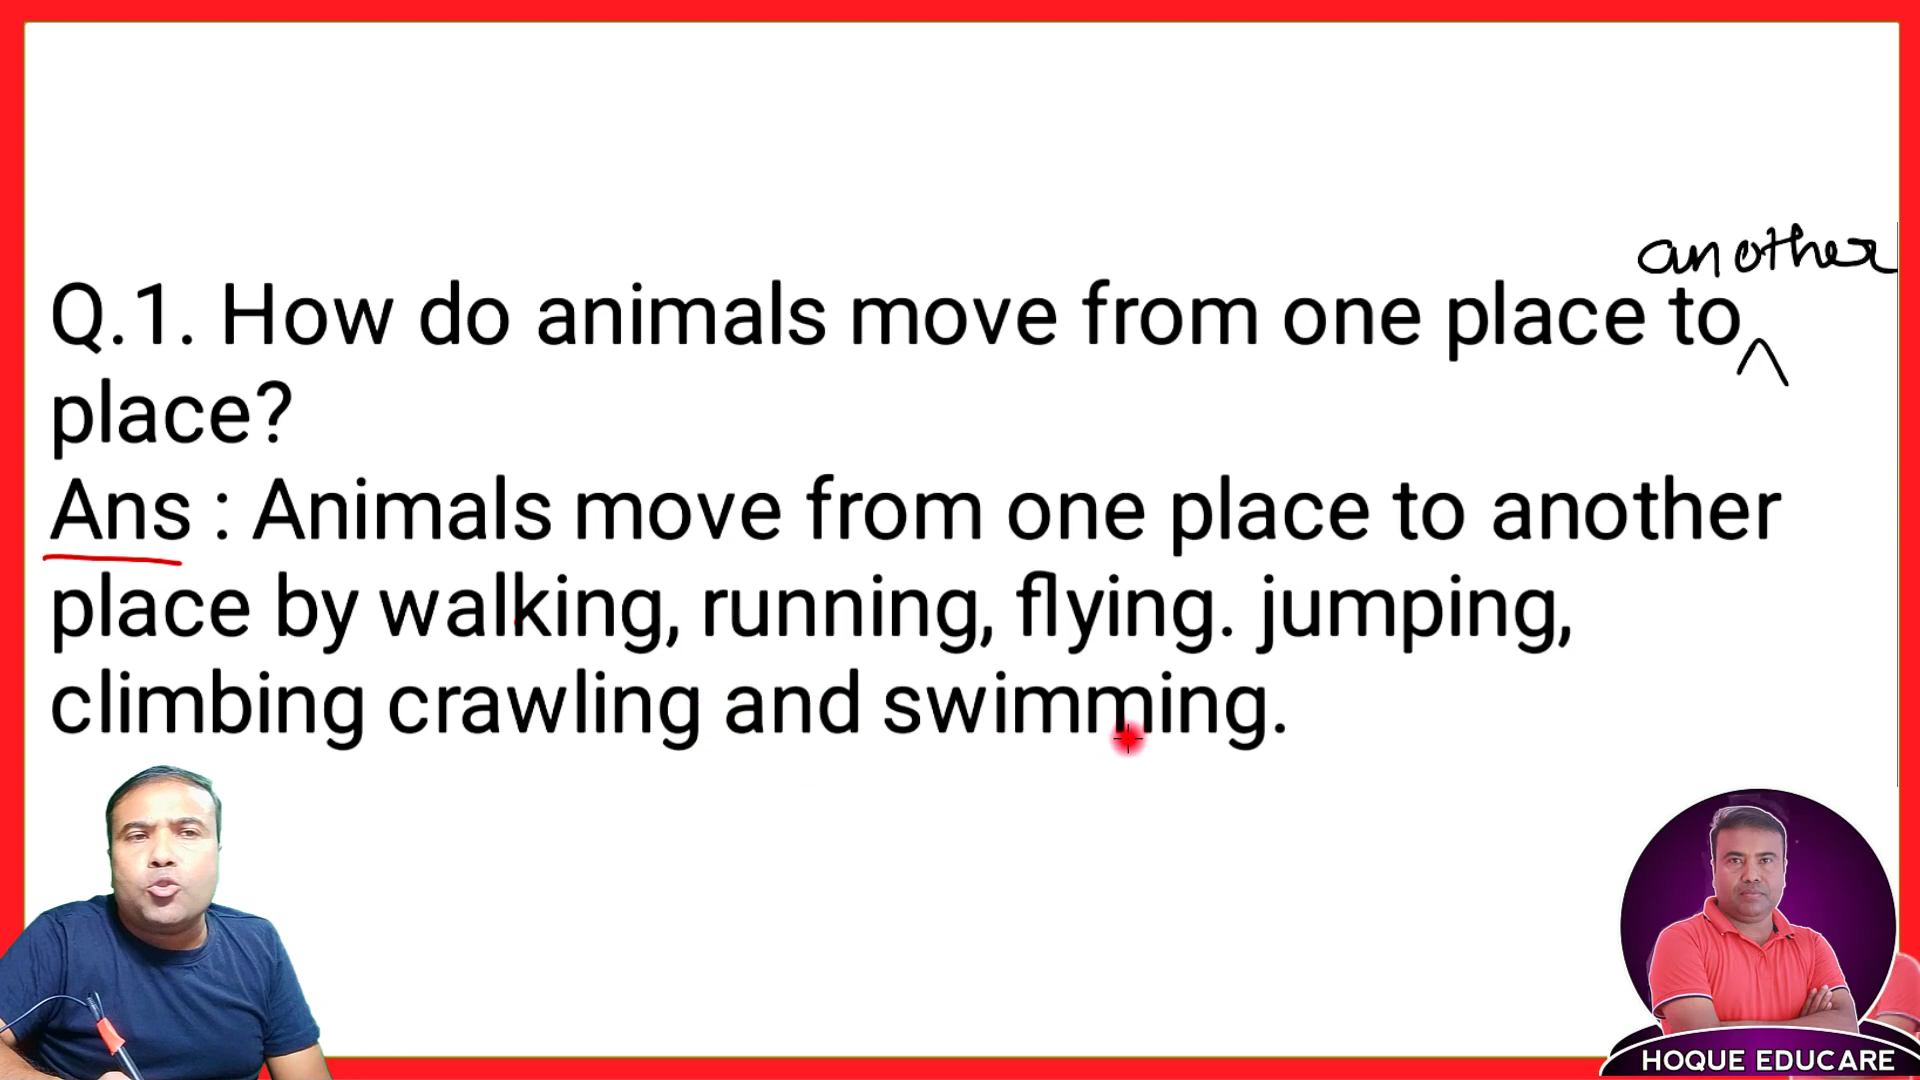 another
Q.1. How do animals move from one place to
^
place?
Ans : Animals move from one place to another
place by walking, running, flying. jumping,
climbing crawling and swimming.
HOQUE EDUCARE